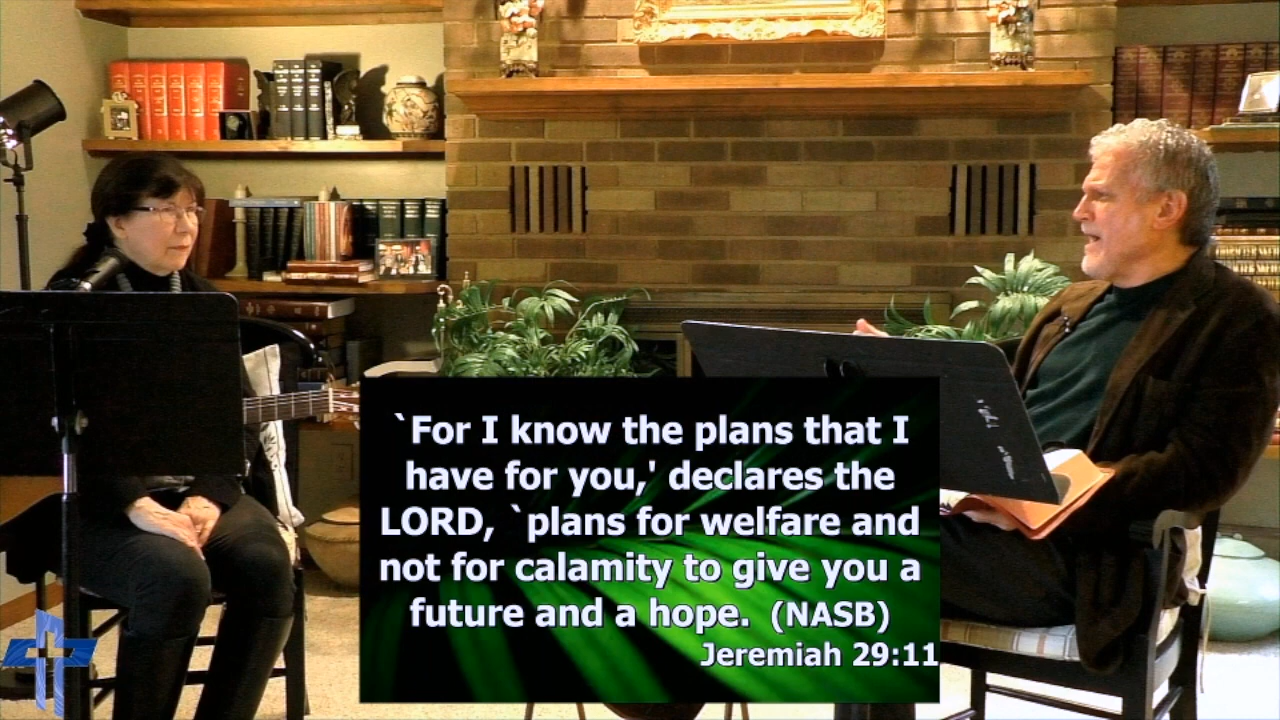 `For I know the plans that I
have for you,' declares the
LORD, `plans for welfare and
not for calamity to give you a
future and a hope. (NASB)
Jeremiah 29:11